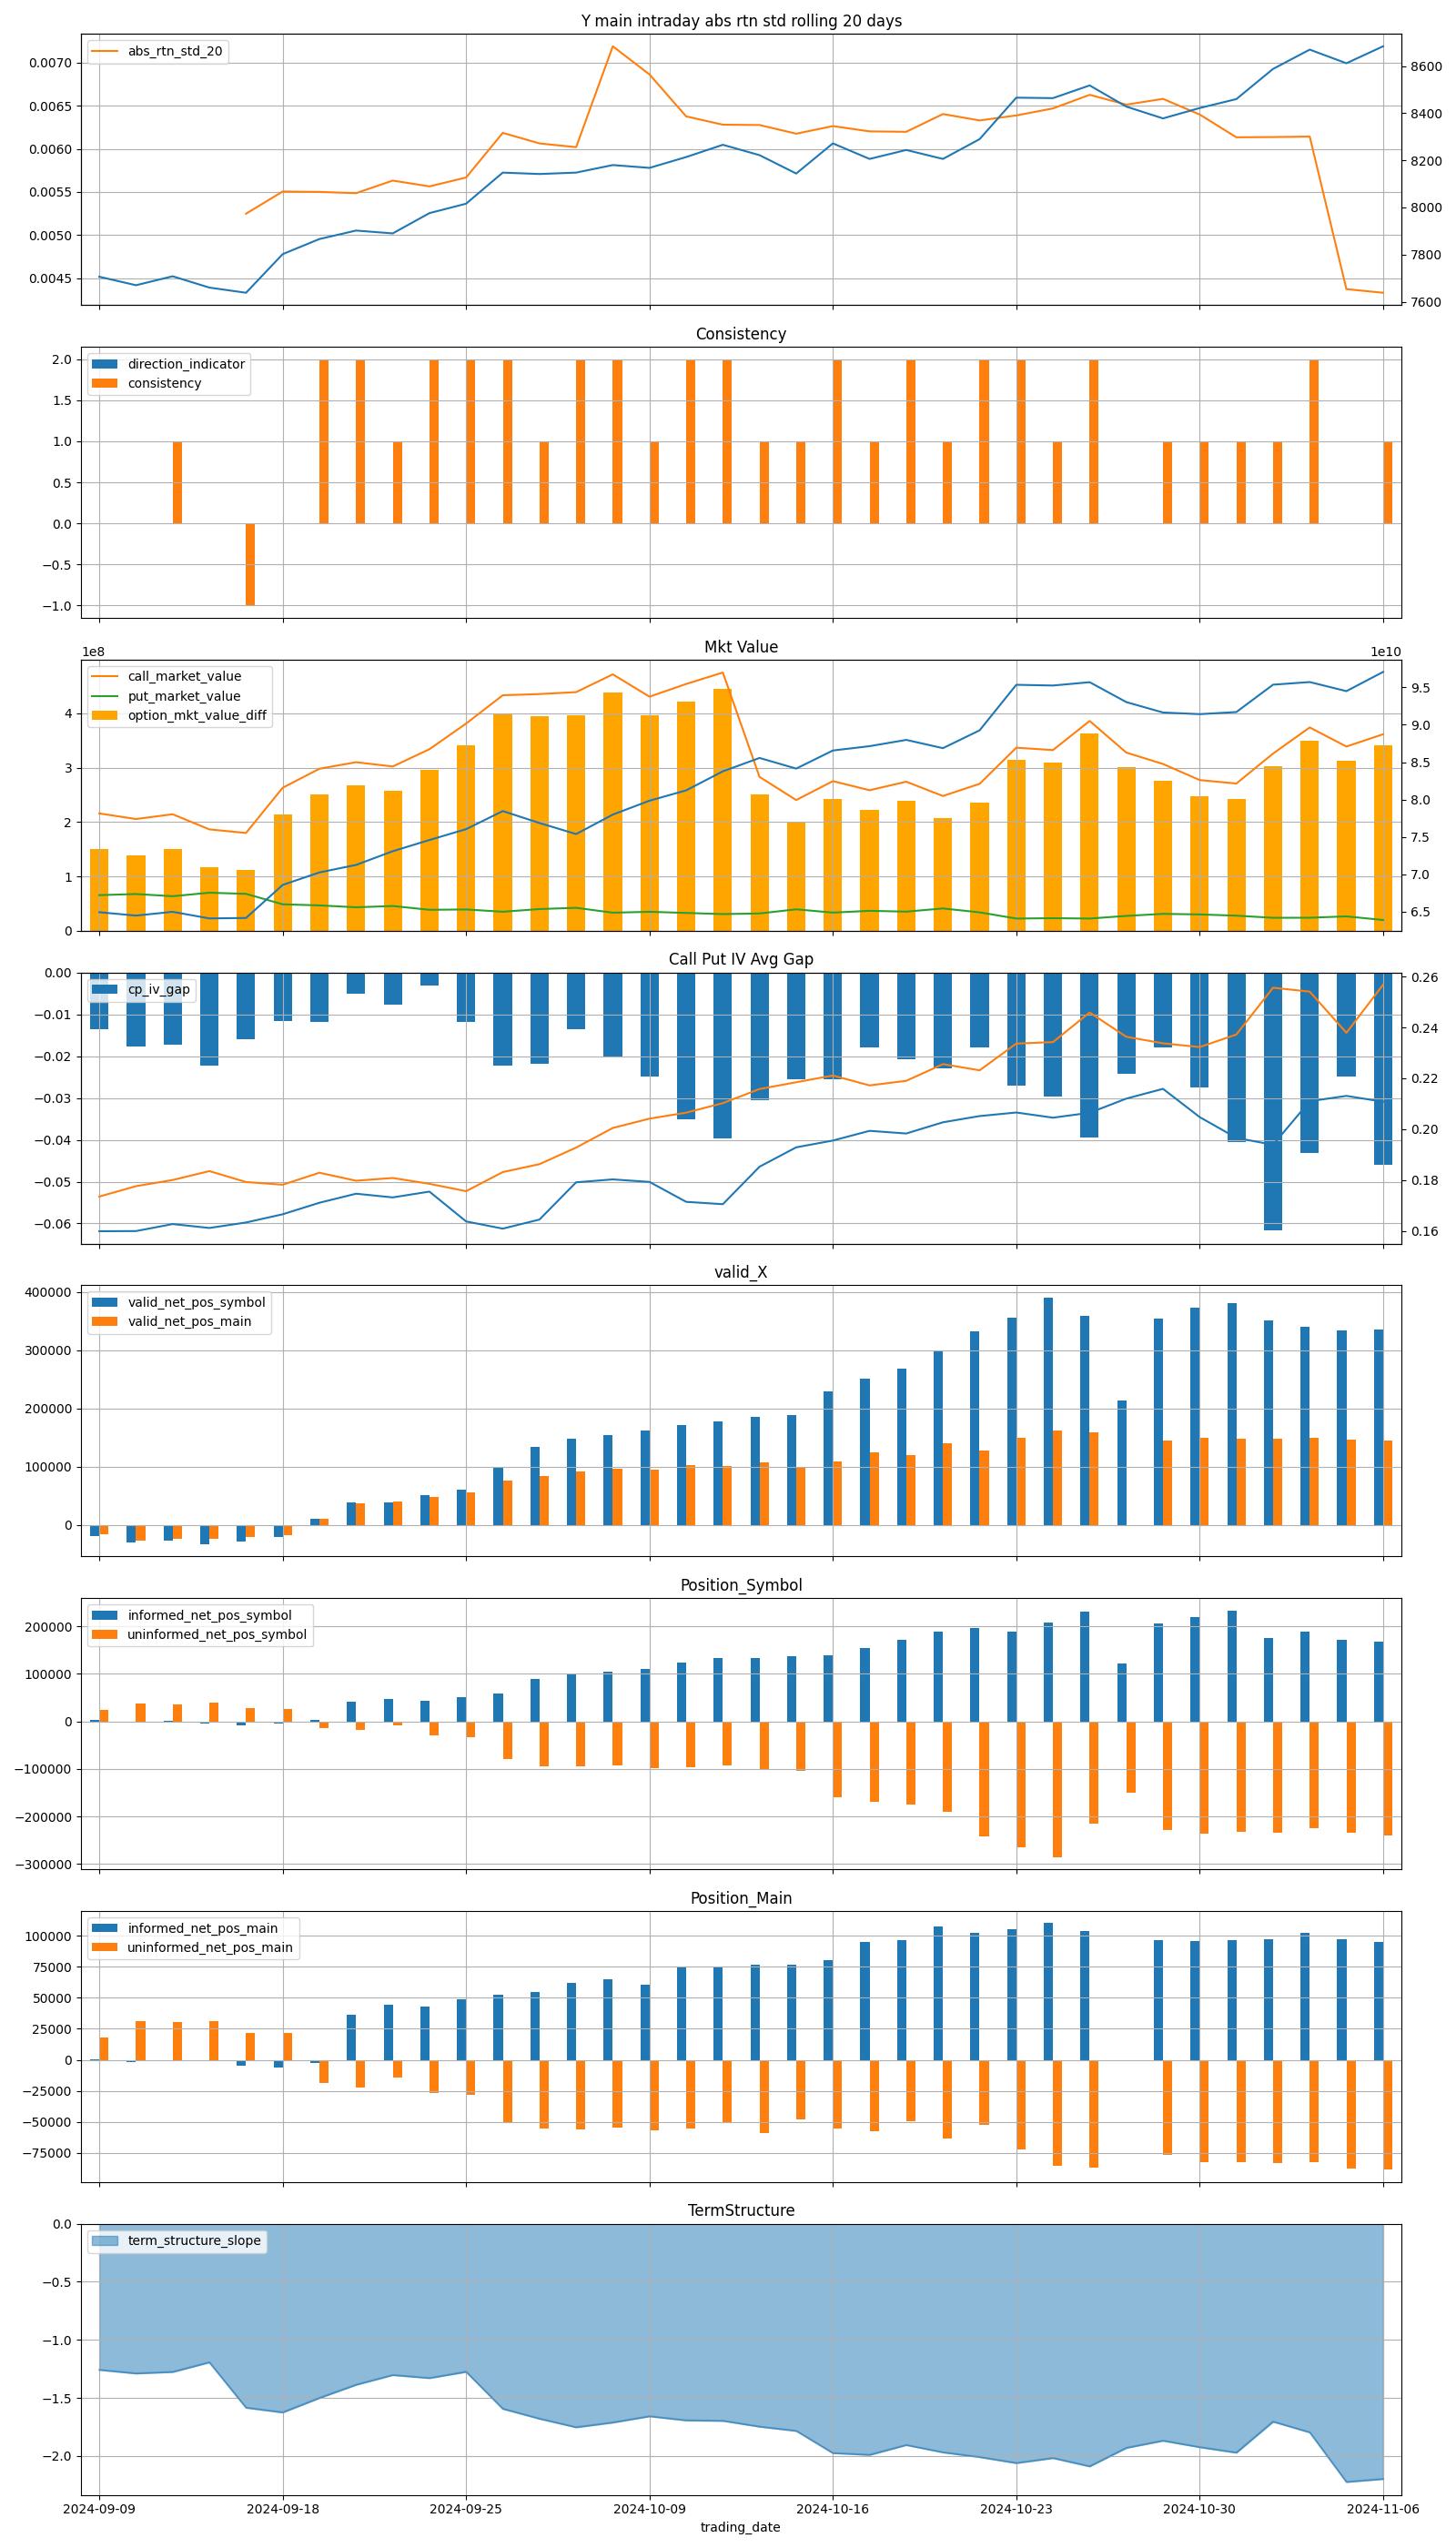 Y main intraday abs rtn std rolling 20 days
abs_rtn_std_20
0.0070
0.0065
0.0060
0.0055
0.0050
0.0045
8600
8400
8200
8000
7800
7600
Consistency
direction_indicator
consistency
2.0
1.5
1.0
0.5
0.0
−0.5
−1.0
Mkt Value
1e8
1e10
call_market_value
put_market_value
option_mkt_value_diff
4
3
2
1
0
9.5
9.0
8.5
8.0
7.5
7.0
6.5
Call Put IV Avg Gap
cp_iv_gap
0.00
−0.01
−0.02
−0.03
−0.04
−0.05
−0.06
0.26
0.24
0.22
0.20
0.18
0.16
valid_X
valid_net_pos_symbol
valid_net_pos_main
400000
300000
200000
100000
0
Position_Symbol
informed_net_pos_symbol
uninformed_net_pos_symbol
200000
100000
0
−100000
−200000
−300000
Position_Main
informed_net_pos_main
uninformed_net_pos_main
100000
75000
50000
25000
0
−25000
−50000
−75000
TermStructure
term_structure_slope
0.0
−0.5
−1.0
−1.5
−2.0
2024-09-09 2024-09-18 2024-09-25 2024-10-09 2024-10-16 2024-10-23 2024-10-30 2024-11-06
trading_date